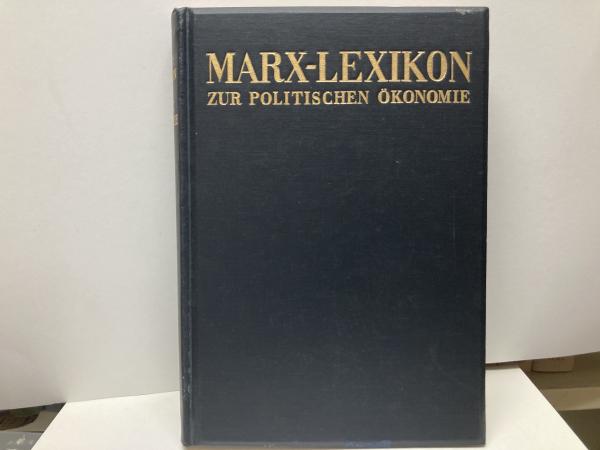 MARX-LEXIKON
ZUR POLITISCHEN ÖKONOMIE